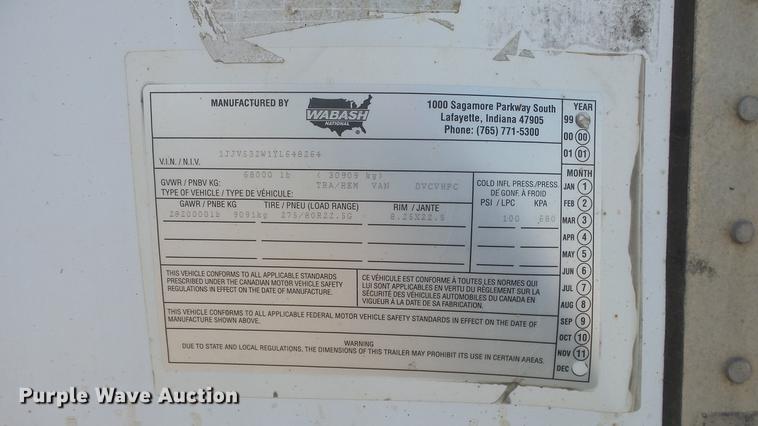 MANUFACTURED BY
WABASH
NATIONAL
1000 Sagamore Parkway South
Lafayette, Indiana 47905
Phone: (765) 771-5300
YEAR
99
00 00
01 01
1JJV532W1YL648264
V.I.N. / N.I.V.
68000 lb ( 30909 kg)
GVWR / PNBV KG:
TRA/REM VAN DVCVHPC
TYPE OF VEHICLE / TYPE DE VÉHICULE:
COLD INFL PRESS./PRESS.
DE GONF. À FROID
PSI / LPC KPA
GAWR / PNBE KG TIRE / PNEU (LOAD RANGE) RIM / JANTE
2@20000lb 9091kg 275/80R22.5G 8.25X22.5 100 680
MONTH
JAN 1
FEB 2
MAR 3
APR 4
MAY 5
JUN 6
JUL 7
AUG 8
SEP 9
OCT 10
NOV 11
DEC
THIS VEHICLE CONFORMS TO ALL APPLICABLE STANDARDS
PRESCRIBED UNDER THE CANADIAN MOTOR VEHICLE SAFETY
REGULATIONS IN EFFECT ON THE DATE OF MANUFACTURE.
CE VÉHICULE EST CONFORME À TOUTES LES NORMES QUI
LUI SONT APPLICABLES EN VERTU DU RÈGLEMENT SUR LA
SÉCURITÉ DES VÉHICULES AUTOMOBILES DU CANADA EN
VIGUEUR À LA DATE DE SA FABRICATION.
THIS VEHICLE CONFORMS TO ALL APPLICABLE FEDERAL MOTOR VEHICLE SAFETY STANDARDS IN EFFECT ON THE DATE OF
MANUFACTURE SHOWN ABOVE.
WARNING
DUE TO STATE AND LOCAL REGULATIONS, THE DIMENSIONS OF THIS TRAILER MAY PROHIBIT ITS USE IN CERTAIN AREAS.
Purple Wave Auction